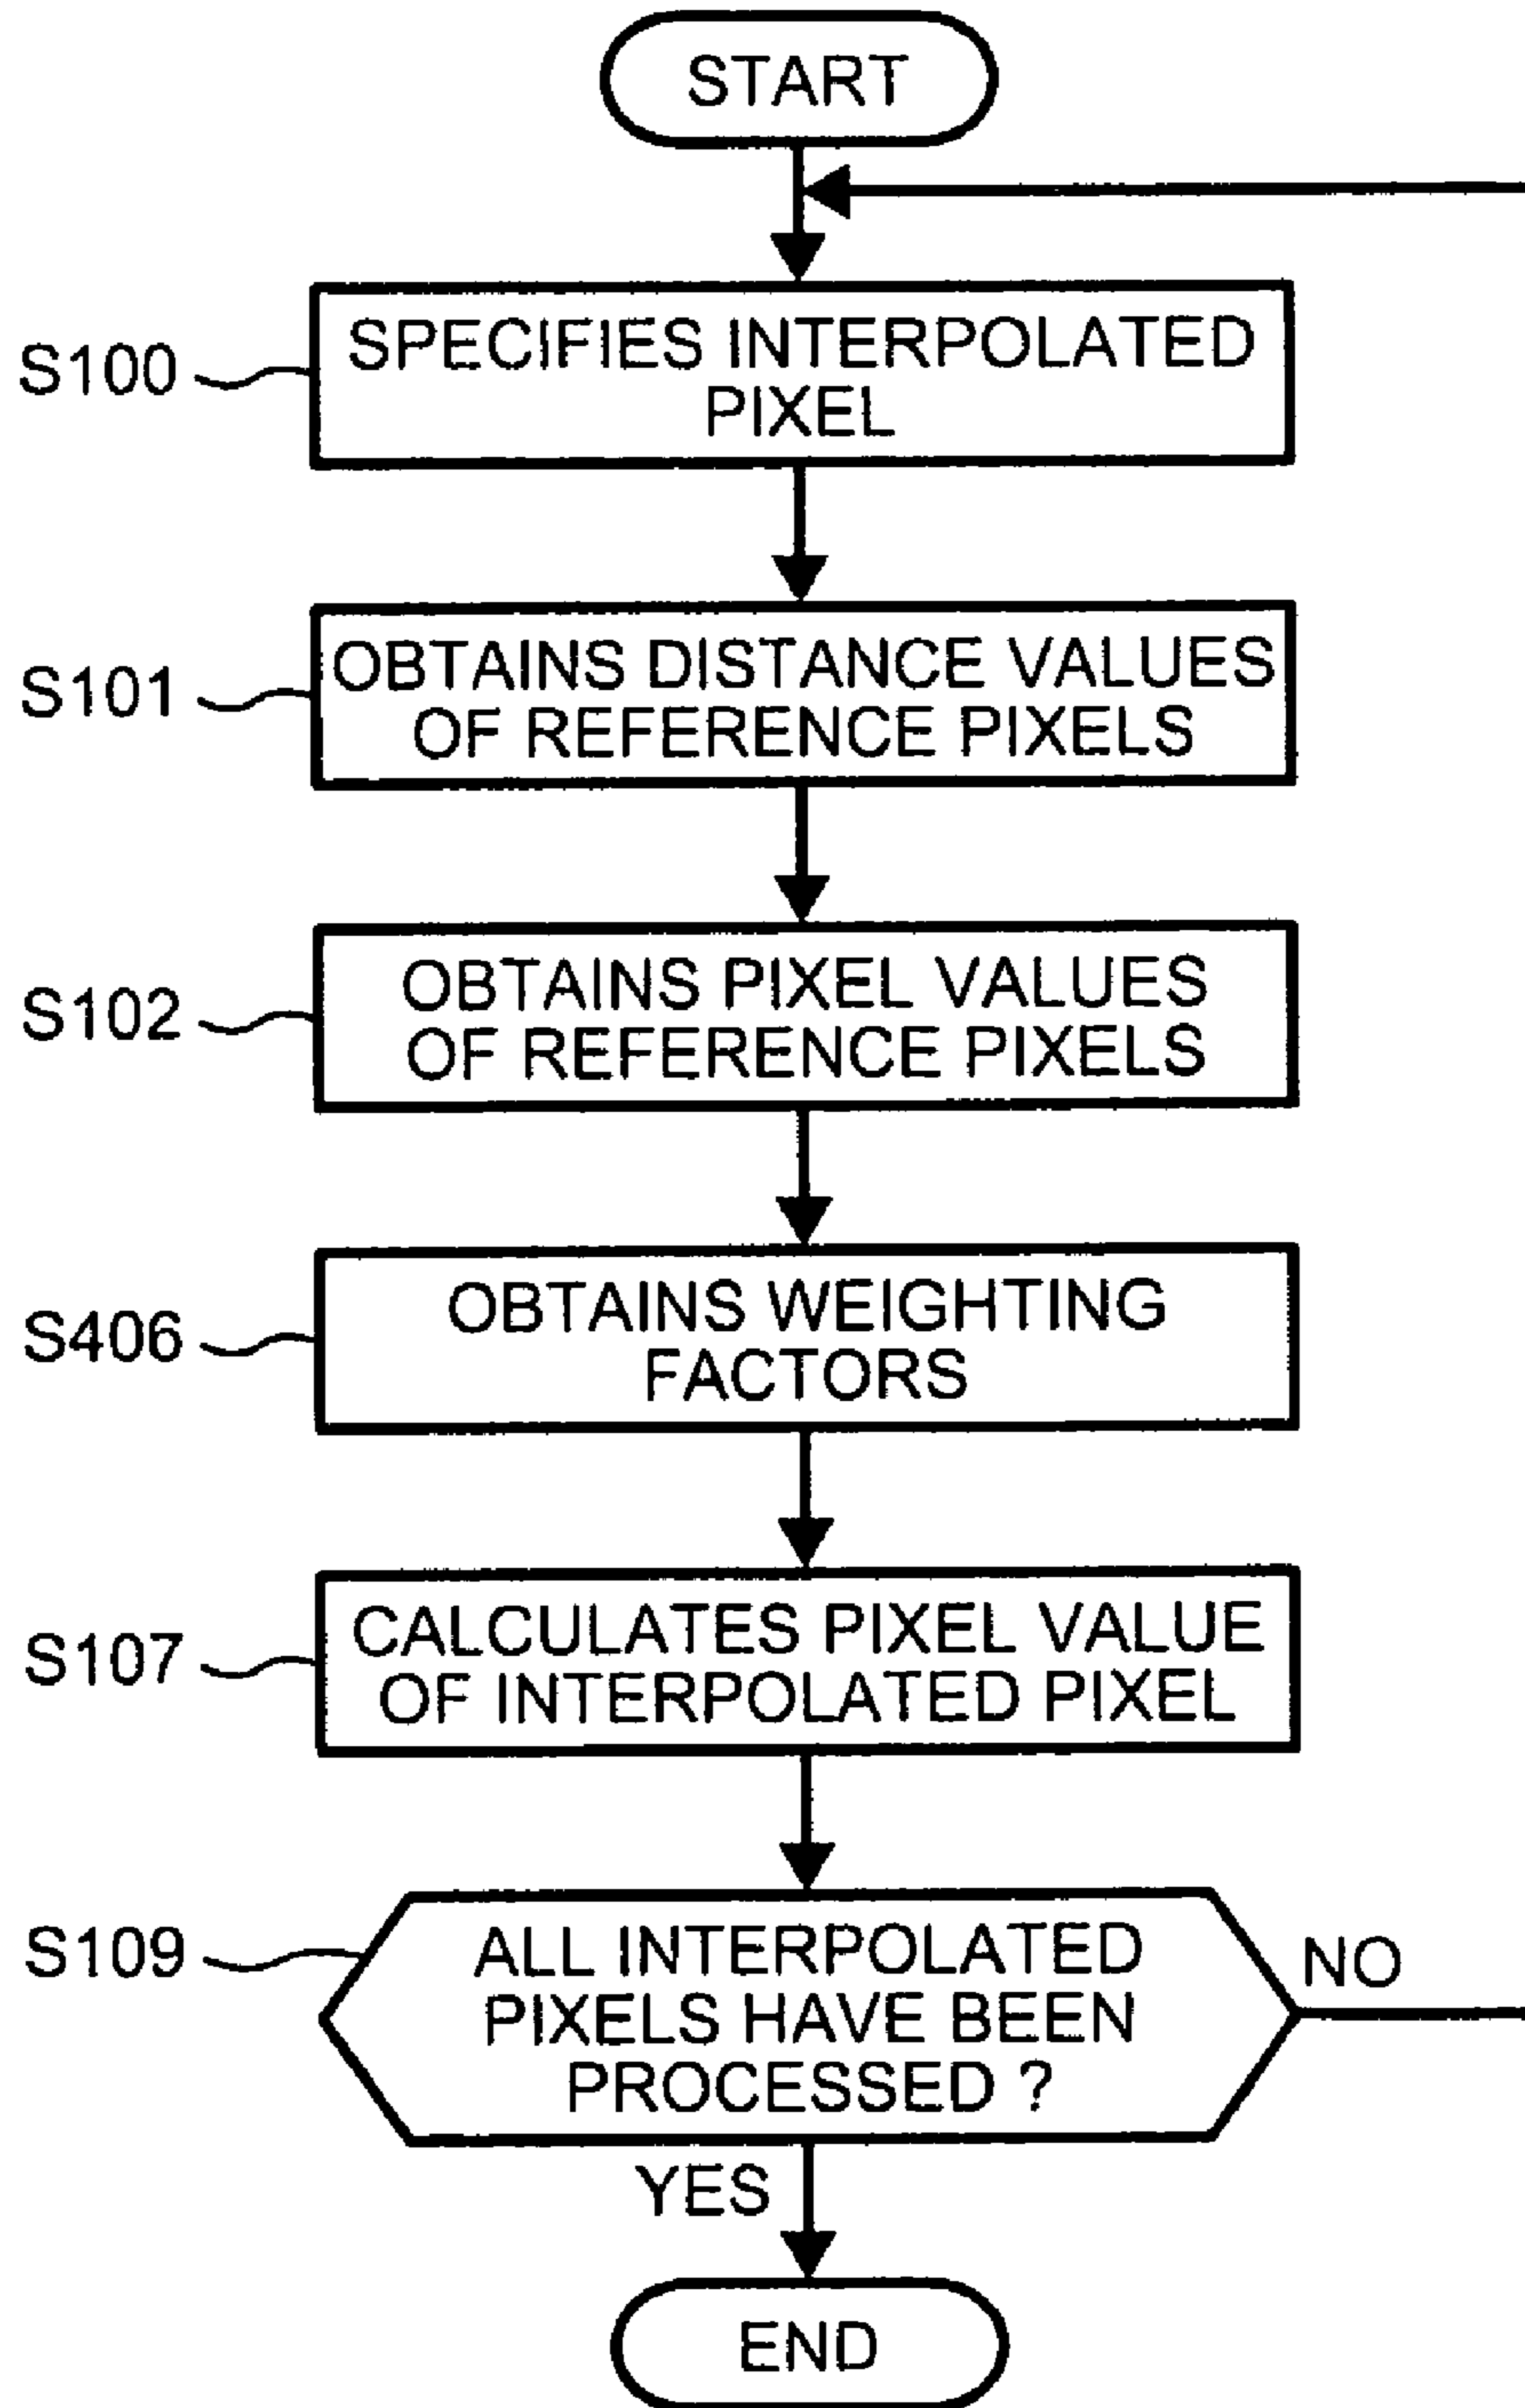 START
S100
SPECIFIES INTERPOLATED
PIXEL
S101
OBTAINS DISTANCE VALUES
OF REFERENCE PIXELS
S102
OBTAINS PIXEL VALUES
OF REFERENCE PIXELS
S406
OBTAINS WEIGHTING
FACTORS
S107
CALCULATES PIXEL VALUE
OF INTERPOLATED PIXEL
S109
ALL INTERPOLATED
PIXELS HAVE BEEN
PROCESSED ?
NO
YES
END